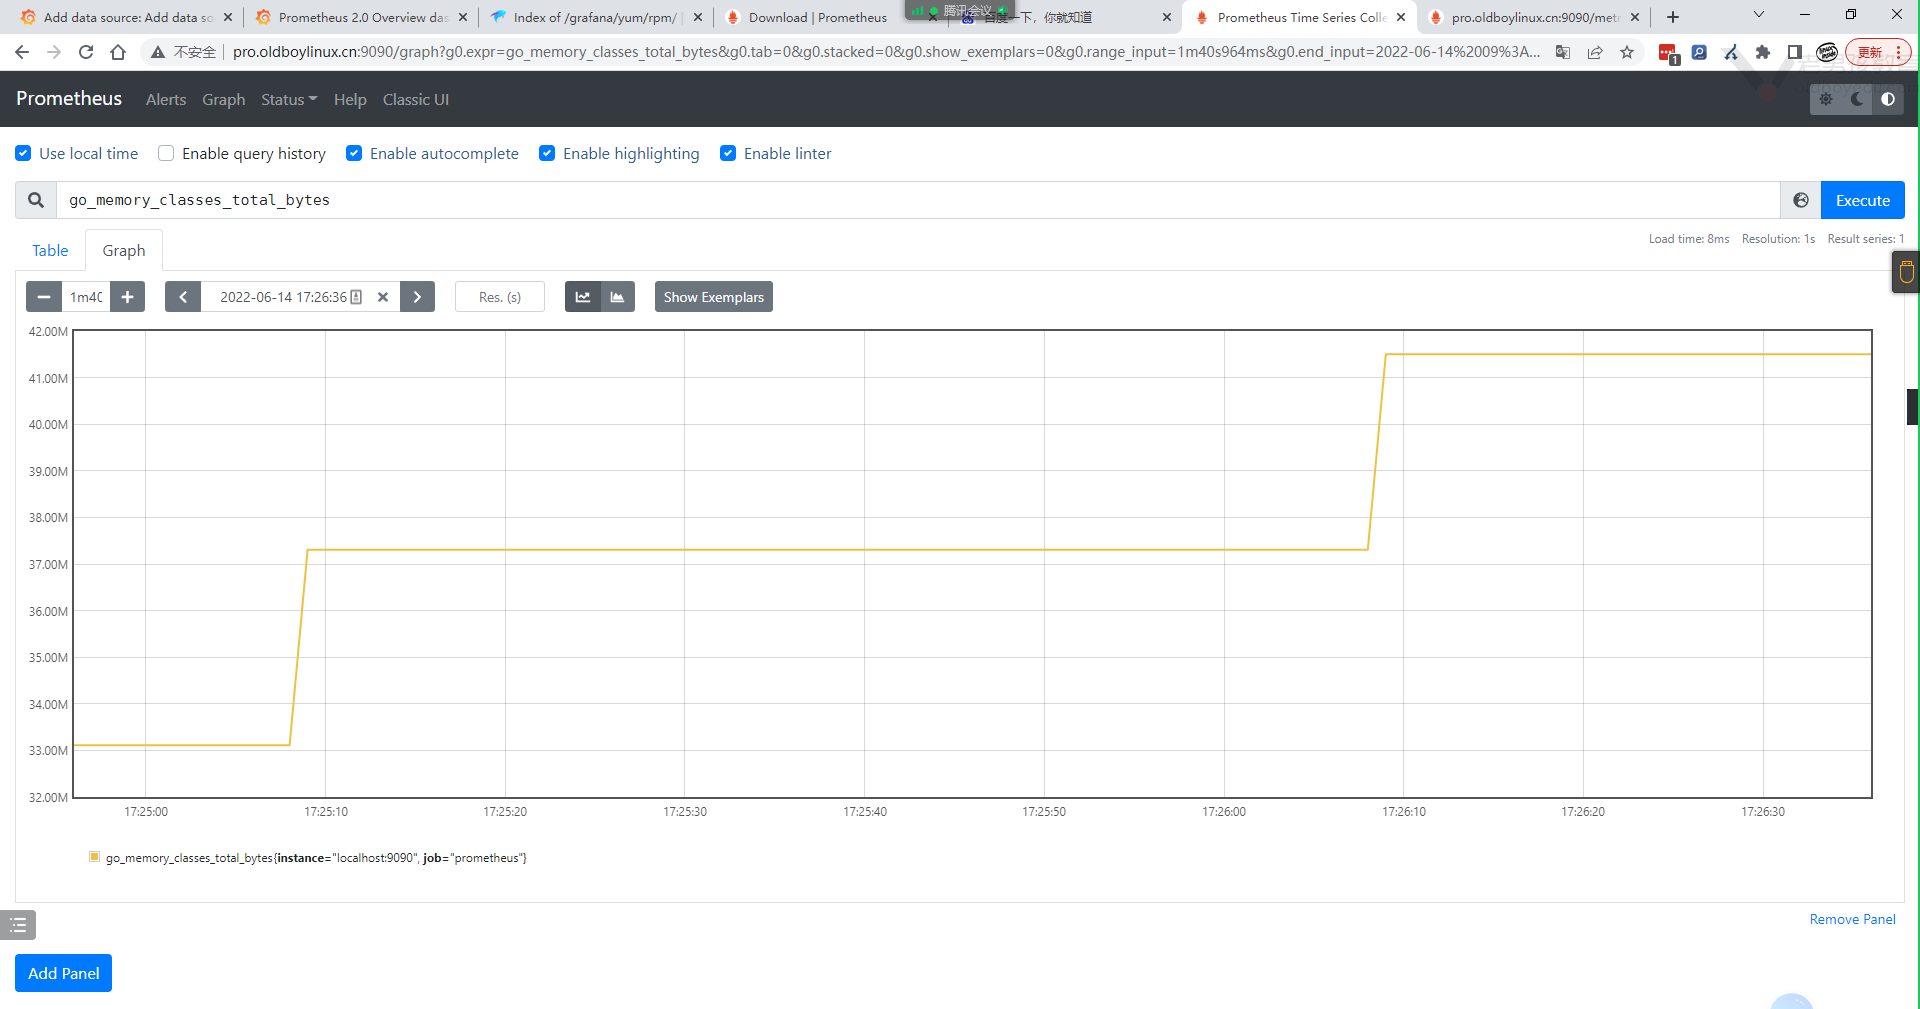 Add data source: Add data so
Prometheus 2.0 Overview das
Index of /grafana/yum/rpm/ |
Download | Prometheus
腾讯会议
百度一下，你就知道
Prometheus Time Series Colle
pro.oldboylinux.cn:9090/metr
不安全
pro.oldboylinux.cn:9090/graph?g0.expr=go_memory_classes_total_bytes&g0.tab=0&g0.stacked=0&g0.show_exemplars=0&g0.range_input=1m40s964ms&g0.end_input=2022-06-14%2009%3A...
1
更新
Prometheus Alerts Graph Status Help Classic UI
Use local time Enable query history Enable autocomplete Enable highlighting Enable linter
go_memory_classes_total_bytes
Execute
Table Graph
Load time: 8ms Resolution: 1s Result series: 1
1m40
2022-06-14 17:26:36
Res. (s)
Show Exemplars
42.00M
41.00M
40.00M
39.00M
38.00M
37.00M
36.00M
35.00M
34.00M
33.00M
32.00M
17:25:00 17:25:10 17:25:20 17:25:30 17:25:40 17:25:50 17:26:00 17:26:10 17:26:20 17:26:30
go_memory_classes_total_bytes{instance="localhost:9090", job="prometheus"}
Remove Panel
Add Panel